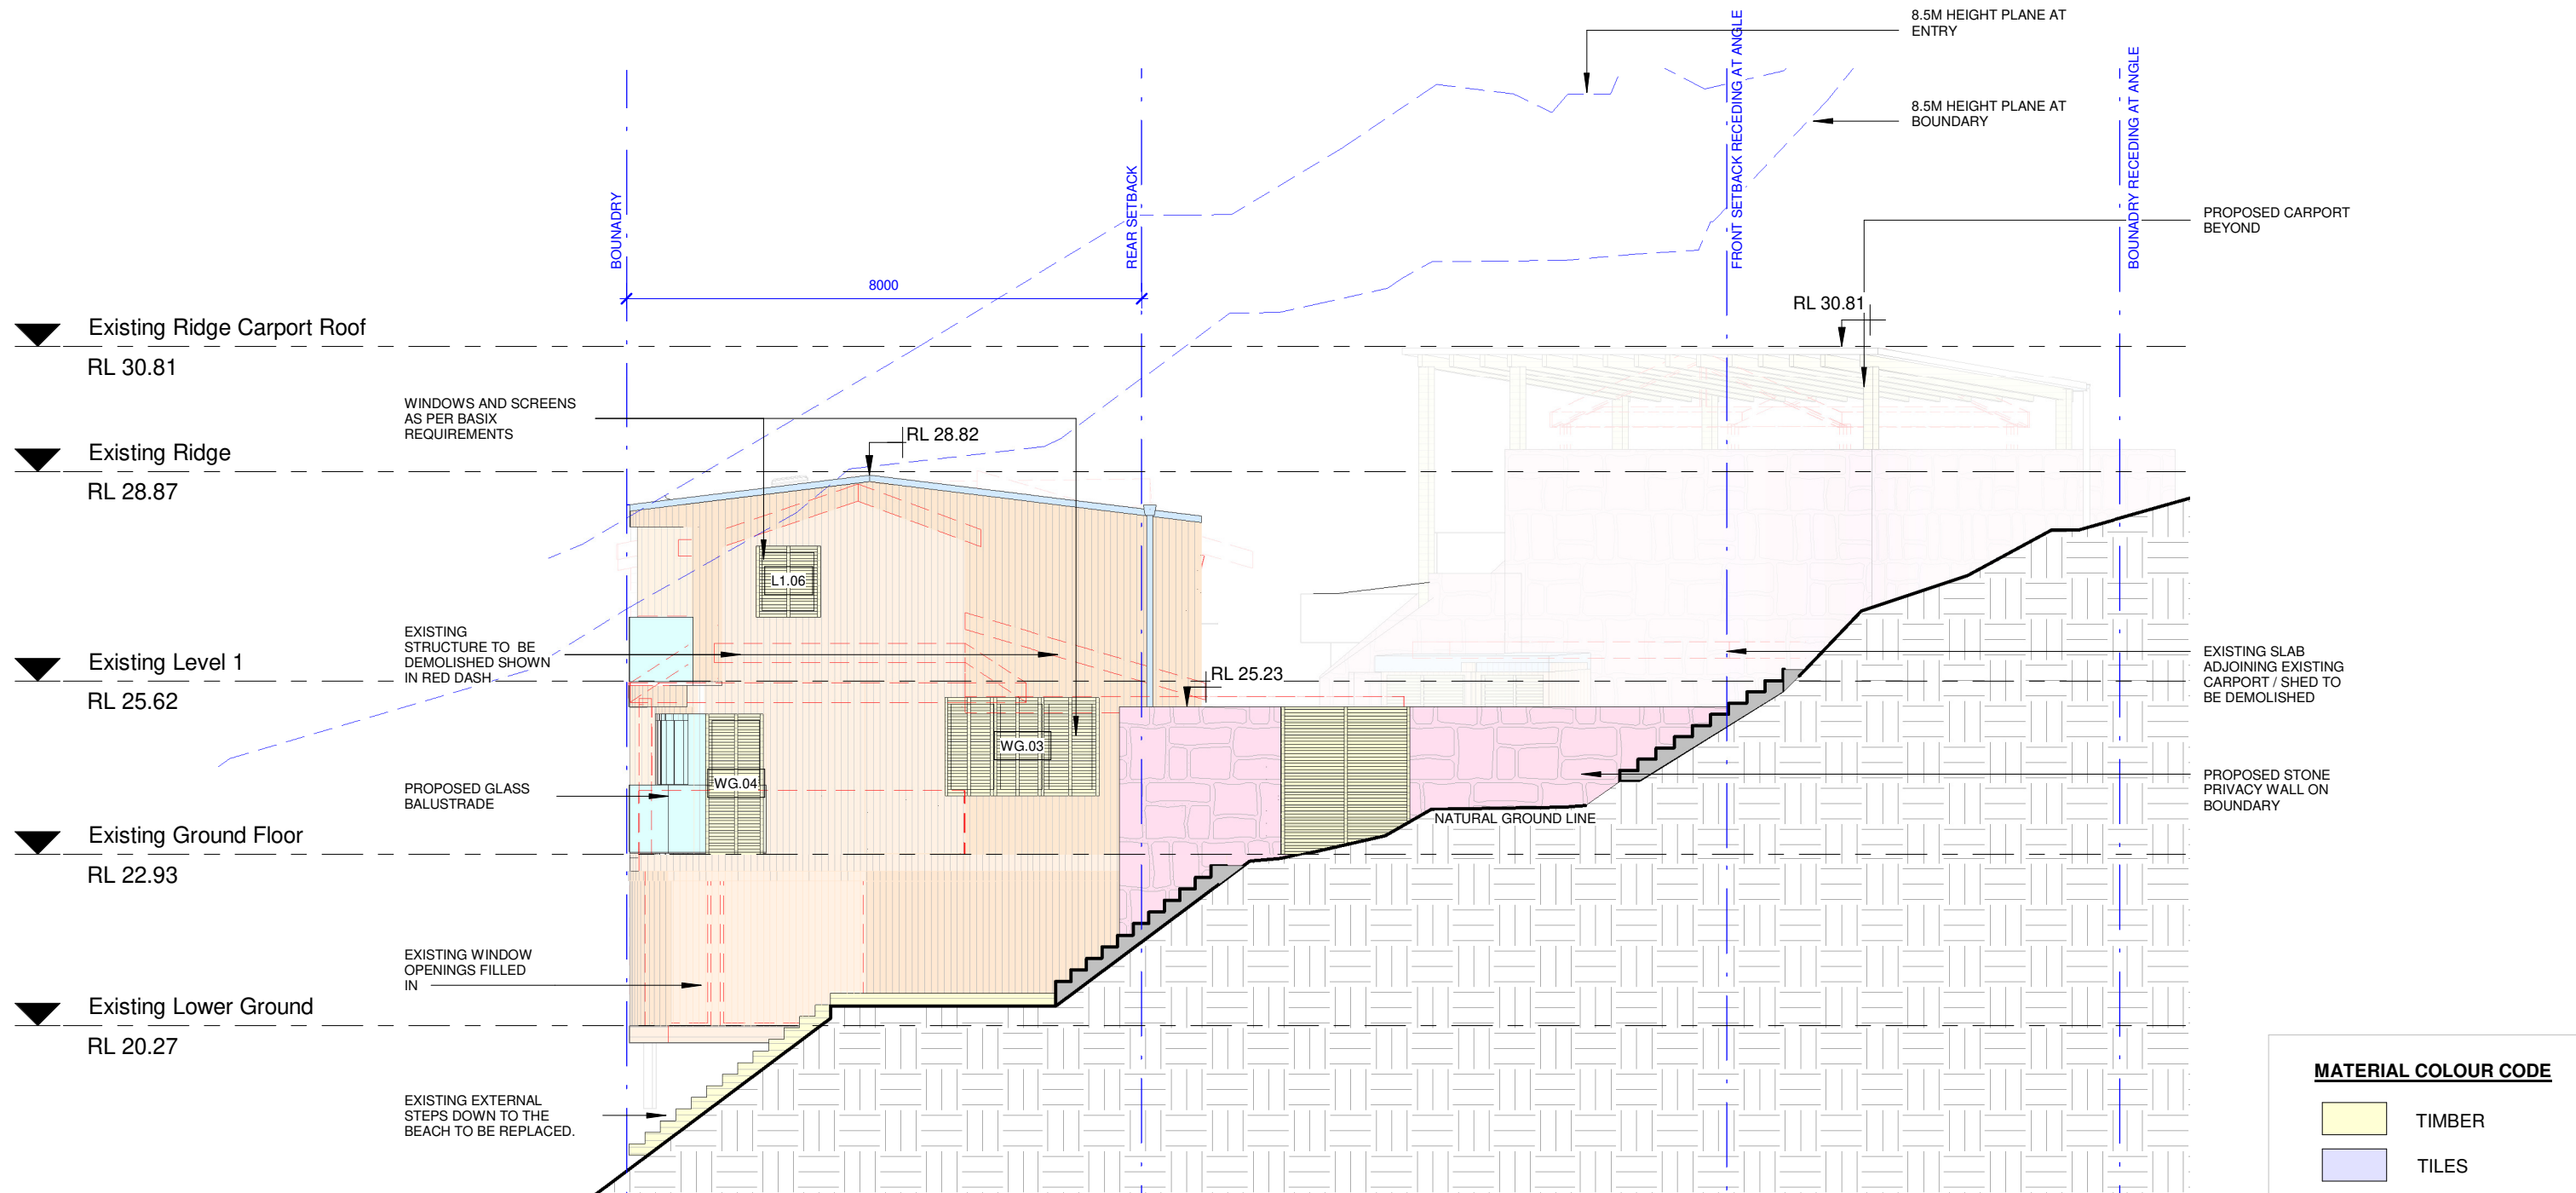 8.5M HEIGHT PLANE AT
ENTRY
8.5M HEIGHT PLANE AT
BOUNDARY
FRONT SETBACK RECEDING AT ANGLE
BOUNADRY RECEDING AT ANGLE
BOUNADRY
REAR SETBACK
PROPOSED CARPORT
BEYOND
8000
RL 30.81
Existing Ridge Carport Roof
RL 30.81
WINDOWS AND SCREENS
AS PER BASIX
REQUIREMENTS
RL 28.82
Existing Ridge
RL 28.87
L1.06
EXISTING
STRUCTURE TO BE
DEMOLISHED SHOWN
IN RED DASH
Existing Level 1
RL 25.62
RL 25.23
EXISTING SLAB
ADJOINING EXISTING
CARPORT / SHED TO
BE DEMOLISHED
WG.03
WG.04
PROPOSED GLASS
BALUSTRADE
PROPOSED STONE
PRIVACY WALL ON
BOUNDARY
NATURAL GROUND LINE
Existing Ground Floor
RL 22.93
EXISTING WINDOW
OPENINGS FILLED
IN
Existing Lower Ground
RL 20.27
EXISTING EXTERNAL
STEPS DOWN TO THE
BEACH TO BE REPLACED.
MATERIAL COLOUR CODE
TIMBER
TILES